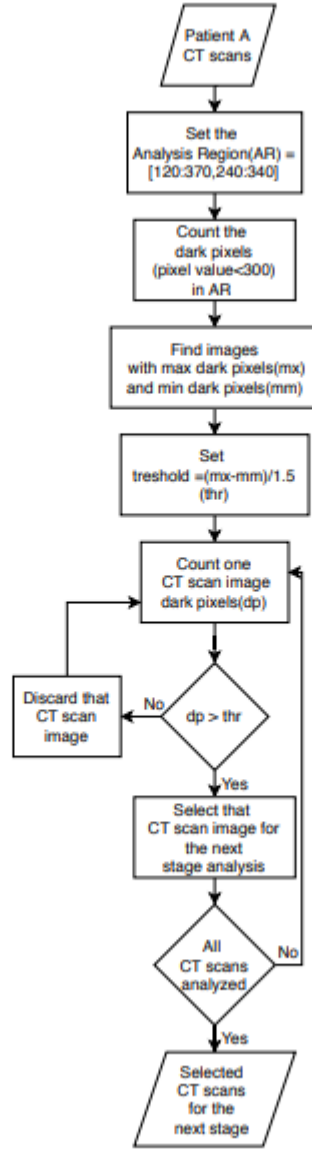 Patient A
CT scans
Set the
Analysis Region(AR) =
[120:370,240:340]
Count the
dark pixels
(pixel value<300)
in AR
Find images
with max dark pixels(mx)
and min dark pixels(mm)
Set
treshold =(mx-mm)/1.5
(thr)
Count one
CT scan image
dark pixels(dp)
dp > thr
No
Discard that
CT scan
image
Yes
Select that
CT scan image for
the next
stage analysis
All
CT scans
analyzed
No
Yes
Selected
CT scans
for the
next stage